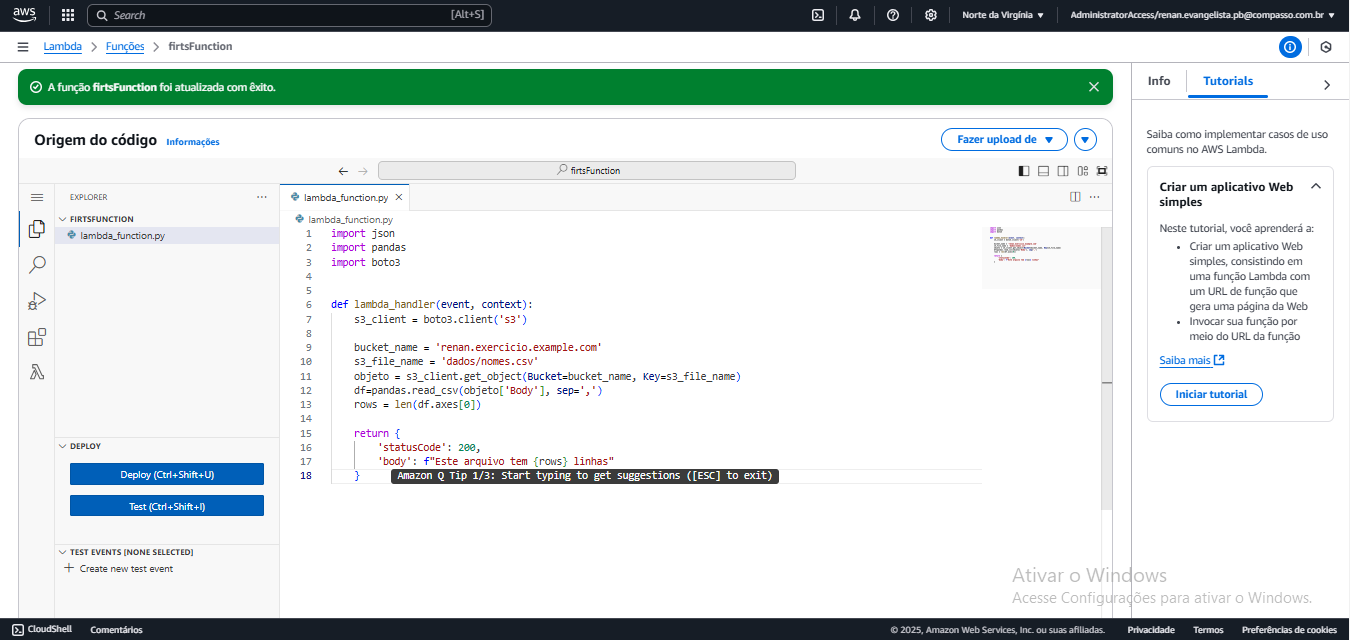 aws
Search
[Alt+S]
Norte da Virgínia
AdministratorAccess/renan.evangelista.pb@compasso.com.br
Lambda
Funções
firtsFunction
A função firtsFunction foi atualizada com êxito.
Origem do código
Informações
Fazer upload de
firtsFunction
EXPLORER
FIRTSFUNCTION
lambda_function.py
DEPLOY
Deploy (Ctrl+Shift+U)
Test (Ctrl+Shift+I)
TEST EVENTS [NONE SELECTED]
Create new test event
lambda_function.py
lambda_function.py
1 import json
2 import pandas
3 import boto3
4
5
6 def lambda_handler(event, context):
7 s3_client = boto3.client('s3')
8
9 bucket_name = 'renan.exercicio.example.com'
10 s3_file_name = 'dados/nomes.csv'
11 objeto = s3_client.get_object(Bucket=bucket_name, Key=s3_file_name)
12 df=pandas.read_csv(objeto['Body'], sep=',')
13 rows = len(df.axes[0])
14
15 return {
16 'statusCode': 200,
17 'body': f"Este arquivo tem {rows} linhas"
18 }
Amazon Q Tip 1/3: Start typing to get suggestions ([ESC] to exit)
Info
Tutorials
Saiba como implementar casos de uso
comuns no AWS Lambda.
Criar um aplicativo Web
simples
Neste tutorial, você aprenderá a:
• Criar um aplicativo Web
simples, consistindo em
uma função Lambda com
um URL de função que
gera uma página da Web
• Invocar sua função por
meio do URL da função
Saiba mais
Iniciar tutorial
Ativar o Windows
Acesse Configurações para ativar o Windows.
CloudShell
Comentários
© 2025, Amazon Web Services, Inc. ou suas afiliadas.
Privacidade
Termos
Preferências de cookies